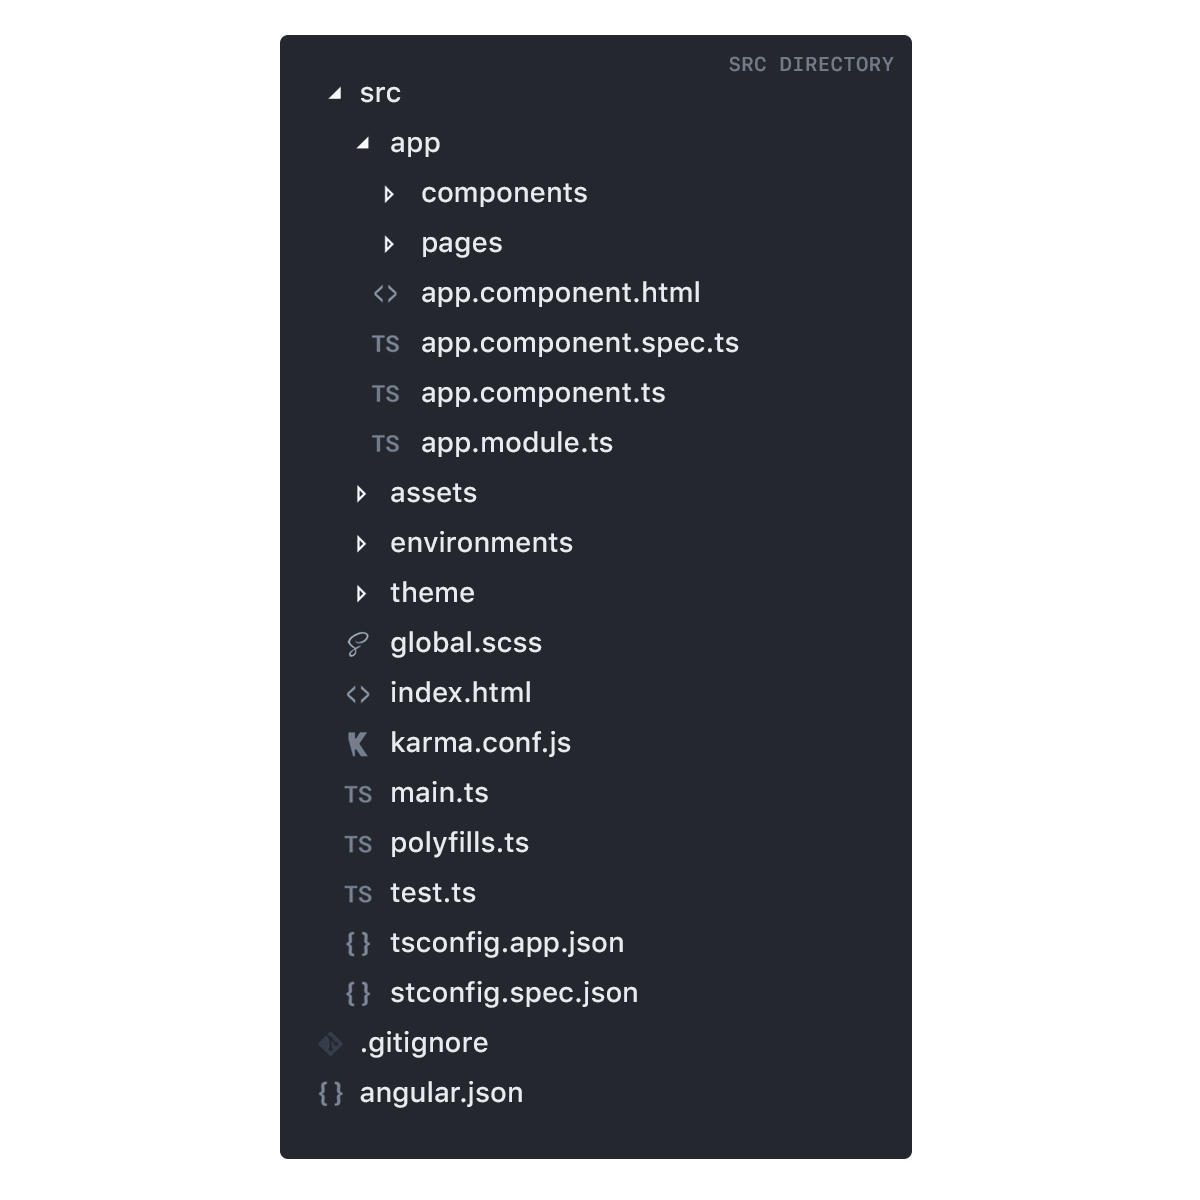 SRC DIRECTORY
src
app
components
pages
<> app.component.html
TS app.component.spec.ts
TS app.component.ts
TS app.module.ts
assets
environments
theme
global.scss
<> index.html
karma.conf.js
TS main.ts
TS polyfills.ts
TS test.ts
{} tsconfig.app.json
{} stconfig.spec.json
.gitignore
{} angular.json